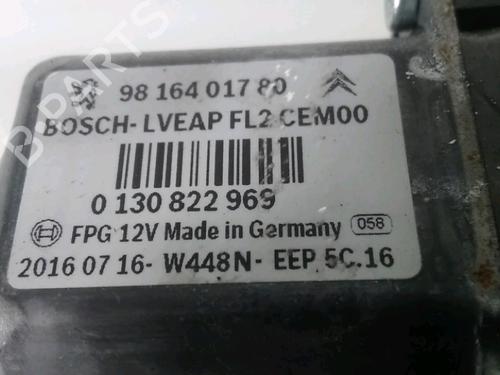 98 164 017 80
BOSCH-LVEAP FL2 CEM00
0 130 822 969
FPG 12V Made in Germany 058
2016 07 16- W448N- EEP 5C.16
B-PARTS